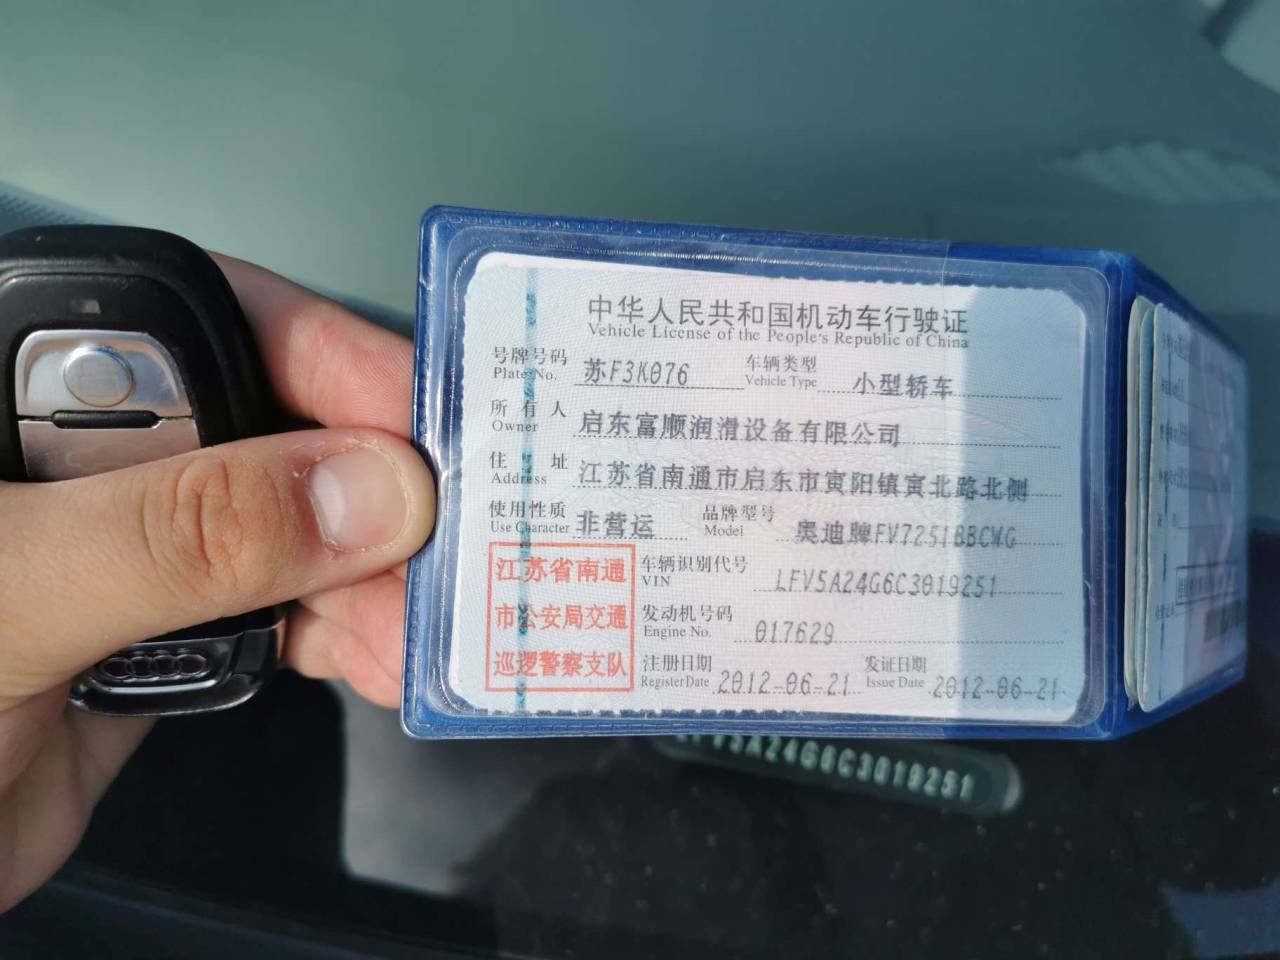 中华人民共和国机动车行驶证
Vehicle License of the People's Republic of China
号牌号码 苏F3K076 车辆类型 小型轿车
Plate No. Vehicle Type
所有人 启东富顺润滑设备有限公司
Owner
住址 江苏省南通市启东市寅阳镇寅北路北侧
Address
使用性质 非营运 品牌型号 奥迪牌FV7251BBCWG
Use Character Model
江苏省南通
市公安局交通
巡逻警察支队
车辆识别代号 LFV5A24G6C3019251
VIN
发动机号码 017629
Engine No.
注册日期 2012-06-21 发证日期 2012-06-21
Register Date Issue Date
LFV5A24G6C3019251